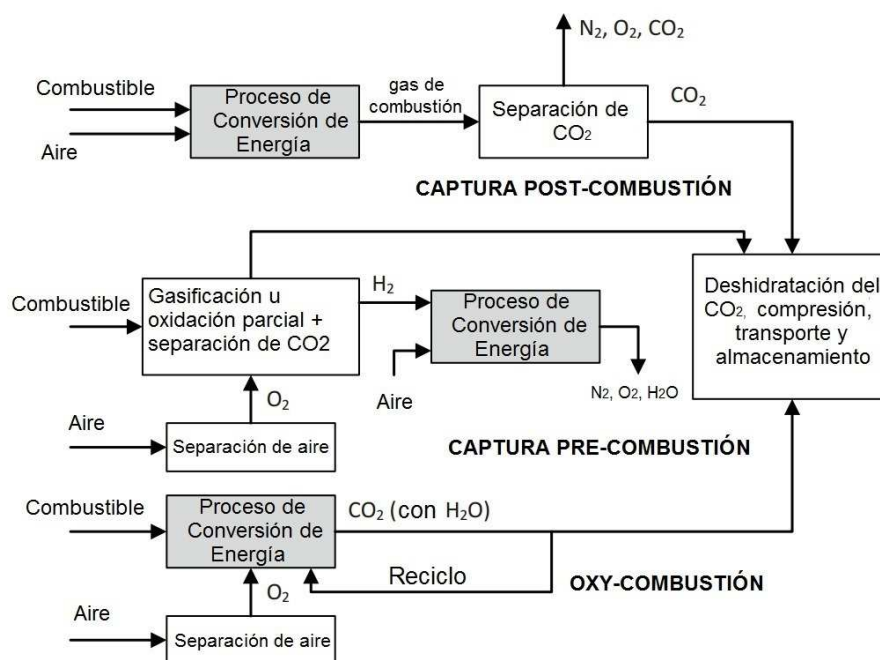 N₂, O₂, CO₂
Combustible
Aire
Proceso de
Conversión de
Energía
gas de
combustión
Separación de
CO₂
CO₂
CAPTURA POST-COMBUSTIÓN
Combustible
Gasificación u
oxidación parcial +
separación de CO2
H₂
Proceso de
Conversión de
Energía
Aire
N₂, O₂, H₂O
Deshidratación del
CO₂, compresión,
transporte y
almacenamiento
O₂
Aire
Separación de aire
CAPTURA PRE-COMBUSTIÓN
Combustible
Proceso de
Conversión de
Energía
CO₂ (con H₂O)
Reciclo
OXY-COMBUSTIÓN
O₂
Aire
Separación de aire